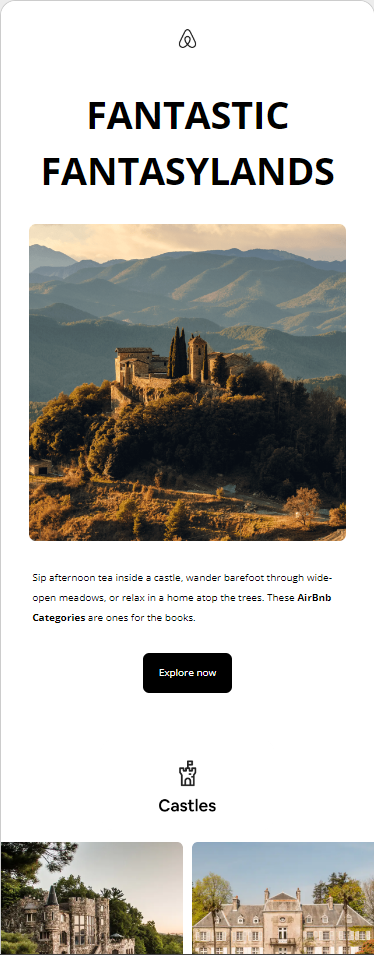 FANTASTIC
FANTASYLANDS
Sip afternoon tea inside a castle, wander barefoot through wide-
open meadows, or relax in a home atop the trees. These AirBnb
Categories are ones for the books.
Explore now
Castles